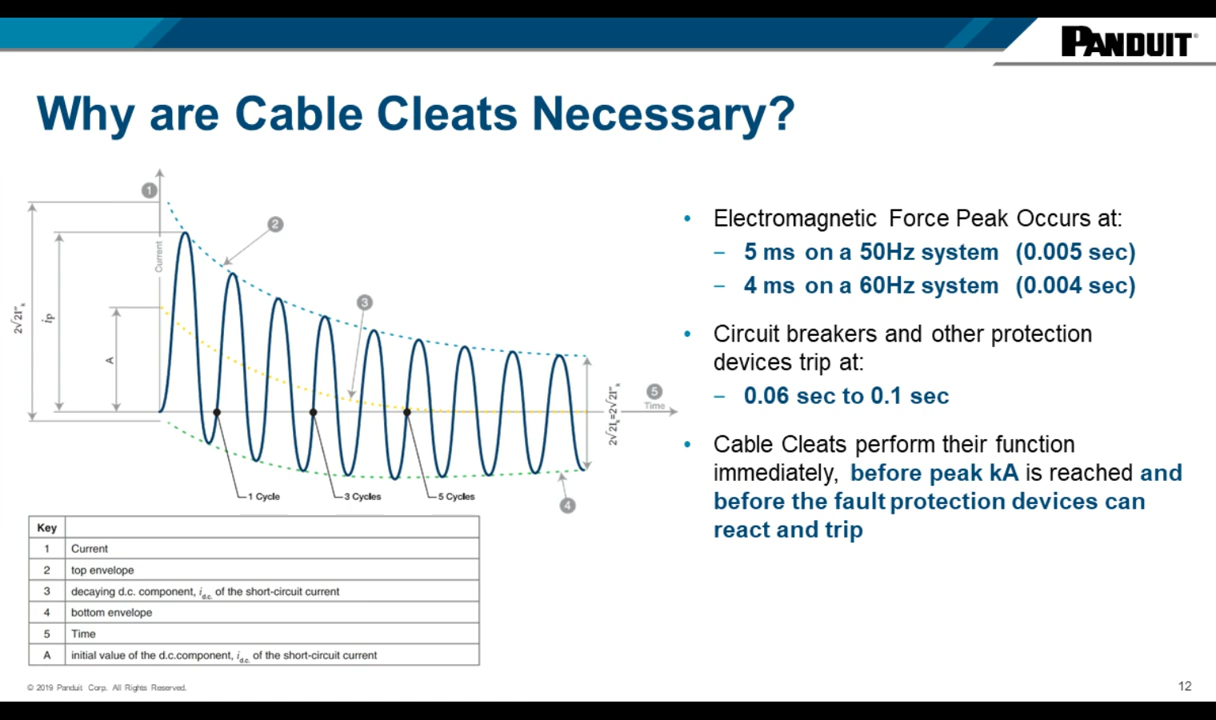 PANDUIT®
Why are Cable Cleats Necessary?
1
2
3
4
5
Current
Time
2√2I"k
ip
A
2√2Ik=2√2I"k
1 Cycle
3 Cycles
5 Cycles
• Electromagnetic Force Peak Occurs at:
– 5 ms on a 50Hz system (0.005 sec)
– 4 ms on a 60Hz system (0.004 sec)
• Circuit breakers and other protection
devices trip at:
– 0.06 sec to 0.1 sec
• Cable Cleats perform their function
immediately, before peak kA is reached and
before the fault protection devices can
react and trip
Key
1 Current
2 top envelope
3 decaying d.c. component, id.c. of the short-circuit current
4 bottom envelope
5 Time
A initial value of the d.c.component, id.c. of the short-circuit current
© 2019 Panduit Corp. All Rights Reserved.
12